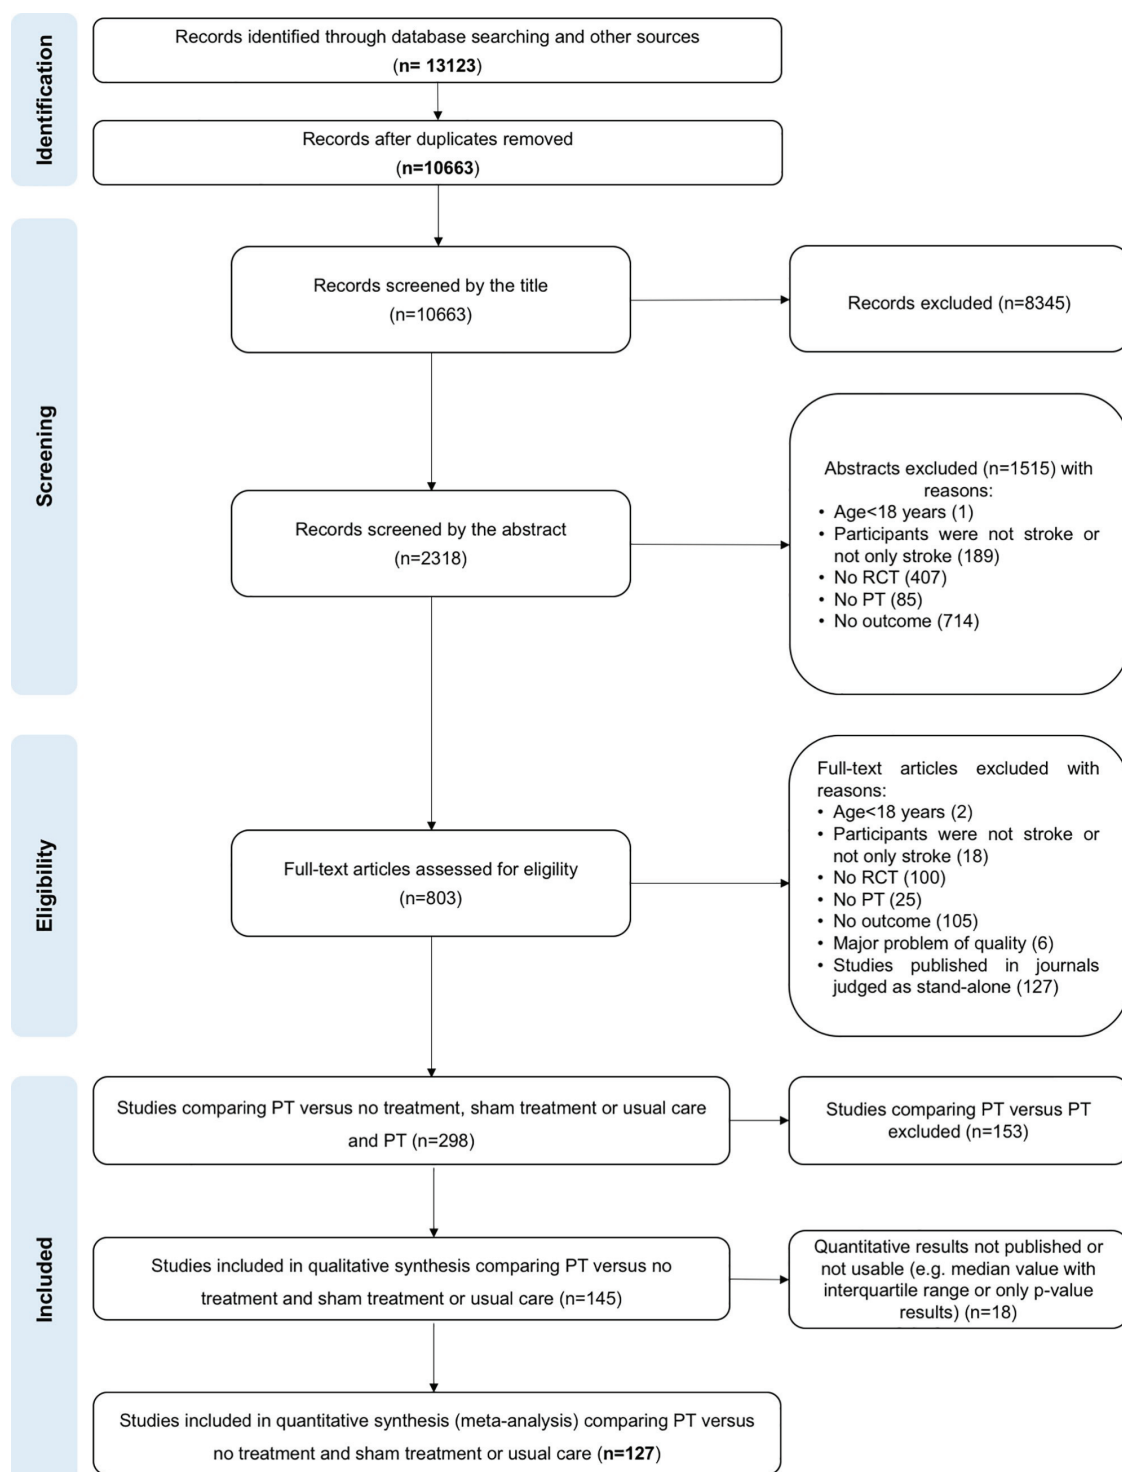 Identification
Records identified through database searching and other sources
(n= 13123)
Records after duplicates removed
(n=10663)
Screening
Records screened by the title
(n=10663)
Records excluded (n=8345)
Records screened by the abstract
(n=2318)
Abstracts excluded (n=1515) with
reasons:
• Age<18 years (1)
• Participants were not stroke or
not only stroke (189)
• No RCT (407)
• No PT (85)
• No outcome (714)
Eligibility
Full-text articles assessed for eligility
(n=803)
Full-text articles excluded with
reasons:
• Age<18 years (2)
• Participants were not stroke or
not only stroke (18)
• No RCT (100)
• No PT (25)
• No outcome (105)
• Major problem of quality (6)
• Studies published in journals
judged as stand-alone (127)
Included
Studies comparing PT versus no treatment, sham treatment or usual care
and PT (n=298)
Studies comparing PT versus PT
excluded (n=153)
Studies included in qualitative synthesis comparing PT versus no
treatment and sham treatment or usual care (n=145)
Quantitative results not published or
not usable (e.g. median value with
interquartile range or only p-value
results) (n=18)
Studies included in quantitative synthesis (meta-analysis) comparing PT versus
no treatment and sham treatment or usual care (n=127)